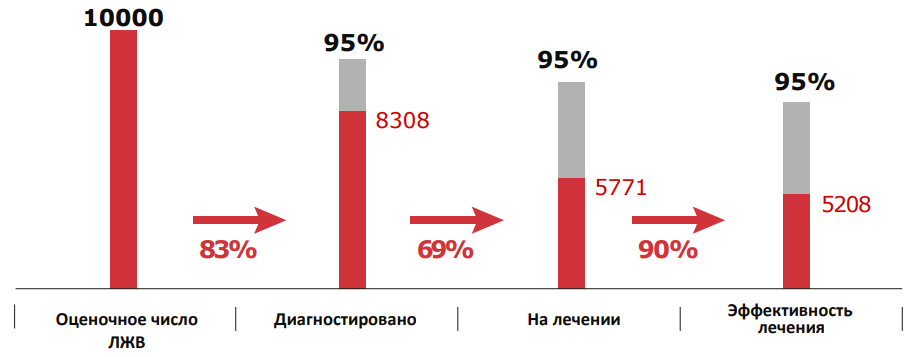 10000
95%
8308
95%
5771
95%
5208
83%
69%
90%
Оценочное число
ЛЖВ
Диагностировано
На лечении
Эффективность
лечения